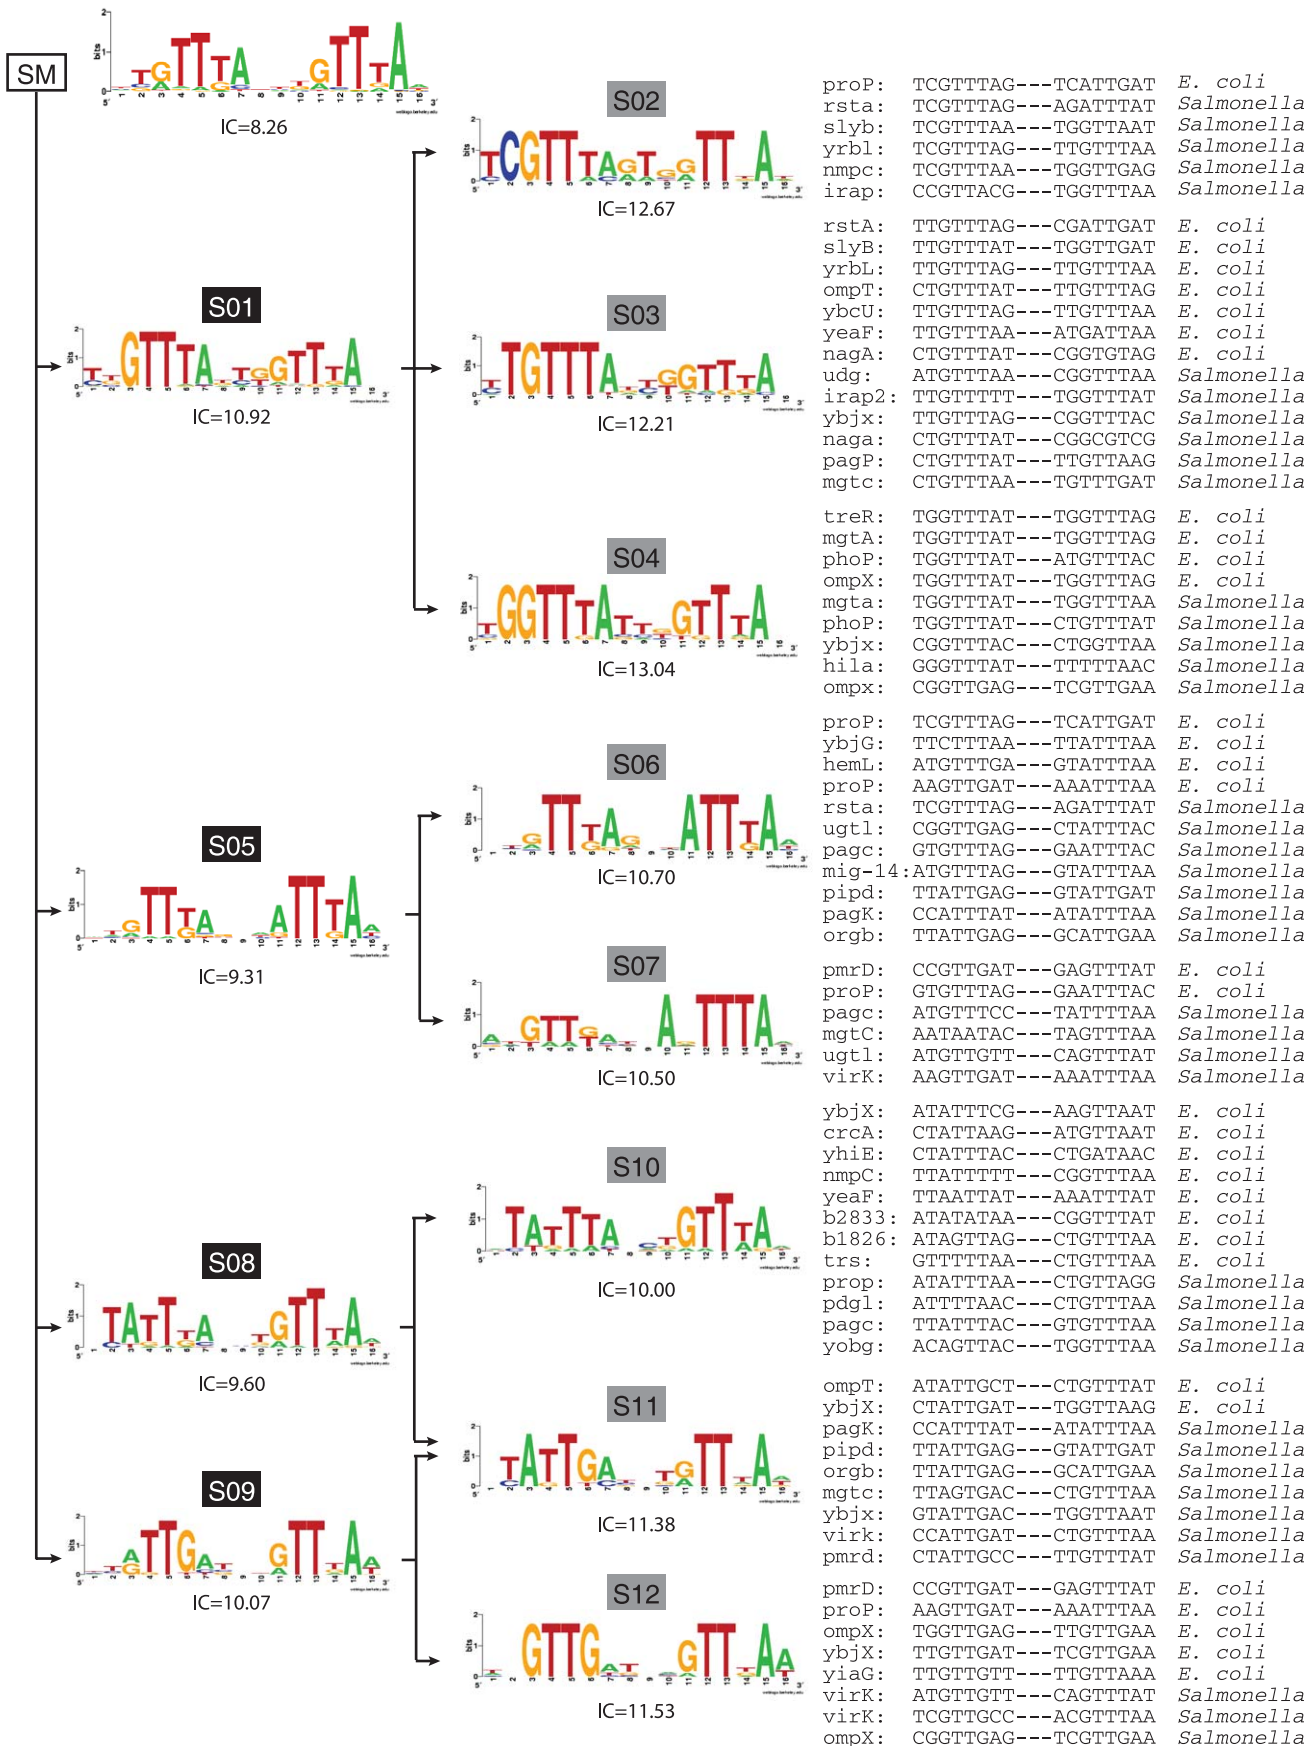 SM
IC=8.26
S01
IC=10.92
S05
IC=9.31
S08
IC=9.60
S09
IC=10.07
S02
IC=12.67
S03
IC=12.21
S04
IC=13.04
S06
IC=10.70
S07
IC=10.50
S10
IC=10.00
S11
IC=11.38
S12
IC=11.53
proP: TCGTTTAG---TCATTGAT E. coli
rsta: TCGTTTAG---AGATTTAT Salmonella
slyb: TCGTTTAA---TGGTTAAT Salmonella
yrbl: TCGTTTAG---TTGTTTAA Salmonella
nmpc: TCGTTTAA---TGGTTGAG Salmonella
irap: CCGTTACG---TGGTTTAA Salmonella
rstA: TTGTTTAG---CGATTGAT E. coli
slyB: TTGTTTAT---TGGTTGAT E. coli
yrbL: TTGTTTAG---TTGTTTAA E. coli
ompT: CTGTTTAT---TTGTTTAG E. coli
ybcU: TTGTTTAG---TTGTTTAA E. coli
yeaF: TTGTTTAA---ATGATTAA E. coli
nagA: CTGTTTAT---CGGTGTAG E. coli
udg: ATGTTTAA---CGGTTTAA Salmonella
irap2: TTGTTTTT---TGGTTTAT Salmonella
ybjx: TTGTTTAG---CGGTTTAC Salmonella
naga: CTGTTTAT---CGGCGTCG Salmonella
pagP: CTGTTTAT---TTGTTAAG Salmonella
mgtc: CTGTTTAA---TGTTTGAT Salmonella
treR: TGGTTTAT---TGGTTTAG E. coli
mgtA: TGGTTTAT---TGGTTTAG E. coli
phoP: TGGTTTAT---ATGTTTAC E. coli
ompX: TGGTTTAT---TGGTTTAG E. coli
mgta: TGGTTTAT---TGGTTTAA Salmonella
phoP: TGGTTTAT---CTGTTTAT Salmonella
ybjx: CGGTTTAC---CTGGTTAA Salmonella
hila: GGGTTTAT---TTTTTAAC Salmonella
ompx: CGGTTGAG---TCGTTGAA Salmonella
proP: TCGTTTAG---TCATTGAT E. coli
ybjG: TTCTTTAA---TTATTTAA E. coli
hemL: ATGTTTGA---GTATTTAA E. coli
proP: AAGTTGAT---AAATTTAA E. coli
rsta: TCGTTTAG---AGATTTAT Salmonella
ugtl: CGGTTGAG---CTATTTAC Salmonella
pagc: GTGTTTAG---GAATTTAC Salmonella
mig-14:ATGTTTAG---GTATTTAA Salmonella
pipd: TTATTGAG---GTATTGAT Salmonella
pagK: CCATTTAT---ATATTTAA Salmonella
orgb: TTATTGAG---GCATTGAA Salmonella
pmrD: CCGTTGAT---GAGTTTAT E. coli
proP: GTGTTTAG---GAATTTAC E. coli
pagc: ATGTTTCC---TATTTTAA Salmonella
mgtC: AATAATAC---TAGTTTAA Salmonella
ugtl: ATGTTGTT---CAGTTTAT Salmonella
virK: AAGTTGAT---AAATTTAA Salmonella
ybjX: ATATTTCG---AAGTTAAT E. coli
crcA: CTATTAAG---ATGTTAAT E. coli
yhiE: CTATTTAC---CTGATAAC E. coli
nmpC: TTATTTTT---CGGTTTAA E. coli
yeaF: TTAATTAT---AAATTTAT E. coli
b2833: ATATATAA---CGGTTTAT E. coli
b1826: ATAGTTAG---CTGTTTAA E. coli
trs: GTTTTTAA---CTGTTTAA E. coli
prop: ATATTTAA---CTGTTAGG Salmonella
pdgl: ATTTTAAC---CTGTTTAA Salmonella
pagc: TTATTTAC---GTGTTTAA Salmonella
yobg: ACAGTTAC---TGGTTTAA Salmonella
ompT: ATATTGCT---CTGTTTAT E. coli
ybjX: CTATTGAT---TGGTTAAG E. coli
pagK: CCATTTAT---ATATTTAA Salmonella
pipd: TTATTGAG---GTATTGAT Salmonella
orgb: TTATTGAG---GCATTGAA Salmonella
mgtc: TTAGTGAC---CTGTTTAA Salmonella
ybjx: GTATTGAC---TGGTTAAT Salmonella
virk: CCATTGAT---CTGTTTAA Salmonella
pmrd: CTATTGCC---TTGTTTAT Salmonella
pmrD: CCGTTGAT---GAGTTTAT E. coli
proP: AAGTTGAT---AAATTTAA E. coli
ompX: TGGTTGAG---TTGTTGAA E. coli
ybjX: TTGTTGAT---TCGTTGAA E. coli
yiaG: TTGTTGTT---TTGTTAAA E. coli
virK: ATGTTGTT---CAGTTTAT Salmonella
virK: TCGTTGCC---ACGTTTAA Salmonella
ompX: CGGTTGAG---TCGTTGAA Salmonella